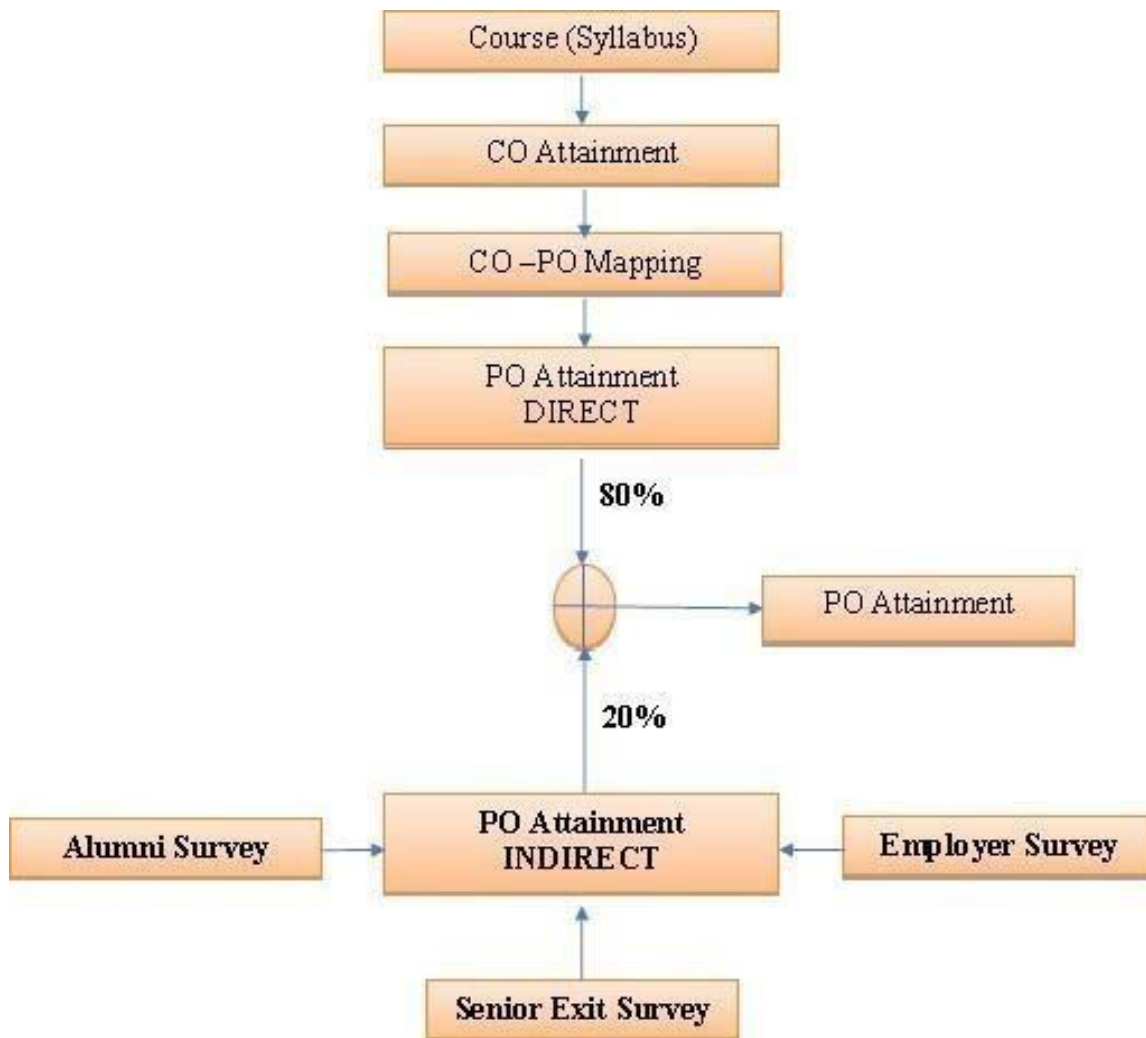 Course (Syllabus)
CO Attainment
CO –PO Mapping
PO Attainment
DIRECT
80%
PO Attainment
20%
PO Attainment
INDIRECT
Alumni Survey
Employer Survey
Senior Exit Survey